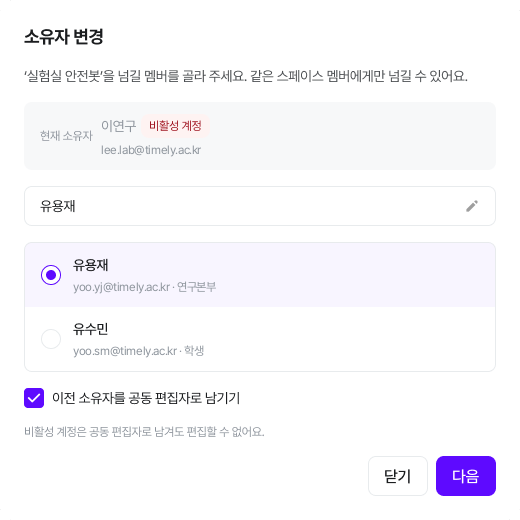 소유자 변경
‘실험실 안전봇’을 넘길 멤버를 골라 주세요. 같은 스페이스 멤버에게만 넘길 수 있어요.
현재 소유자
이연구 비활성 계정
lee.lab@timely.ac.kr
유용재
유용재
yoo.yj@timely.ac.kr · 연구본부
유수민
yoo.sm@timely.ac.kr · 학생
이전 소유자를 공동 편집자로 남기기
비활성 계정은 공동 편집자로 남겨도 편집할 수 없어요.
닫기 다음